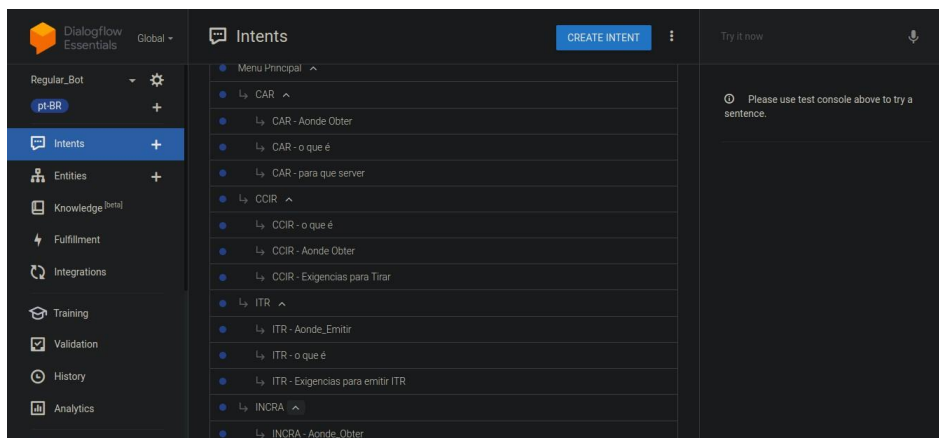 Dialogflow
Essentials
Global
Regular_Bot
pt-BR
Intents
Entities
Knowledge [beta]
Fulfillment
Integrations
Training
Validation
History
Analytics
Intents
CREATE INTENT
Menu Principal
CAR
CAR - Aonde Obter
CAR - o que é
CAR - para que server
CCIR
CCIR - o que é
CCIR - Aonde Obter
CCIR - Exigencias para Tirar
ITR
ITR - Aonde_Emitir
ITR - o que é
ITR - Exigencias para emitir ITR
INCRA
INCRA - Aonde_Obter
Try it now
Please use test console above to try a
sentence.